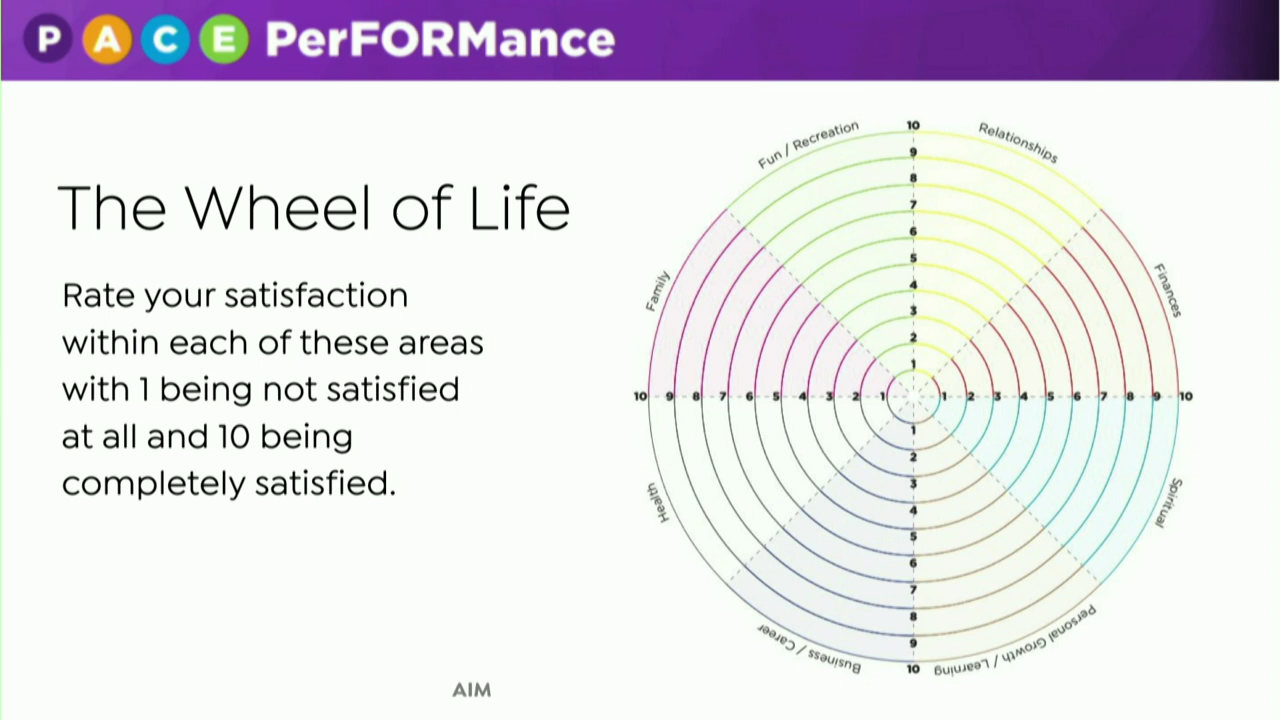 P A C E PerFORMance
The Wheel of Life
Rate your satisfaction
within each of these areas
with 1 being not satisfied
at all and 10 being
completely satisfied.
Fun / Recreation
Relationships
Family
Finances
10
9
8
7
6
5
4
3
2
1
10 9 8 7 6 5 4 3 2 1 1 2 3 4 5 6 7 8 9 10
1
2
3
4
5
6
7
8
9
10
Health
Spiritual
Business / Career
Personal Growth / Learning
AIM